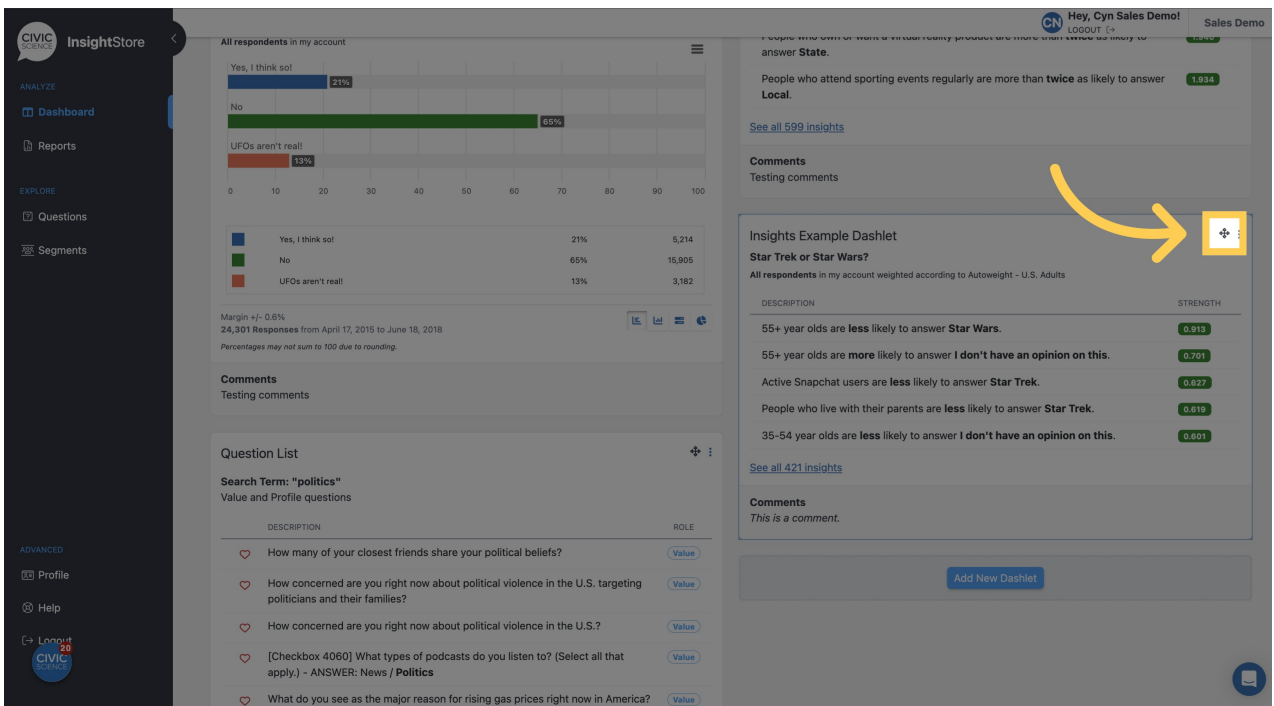 CIVIC
SCIENCE
InsightStore
ANALYZE
Dashboard
Reports
EXPLORE
Questions
Segments
ADVANCED
Profile
Help
Logout
20
CIVIC
SCIENCE
CN
Hey, Cyn Sales Demo!
LOGOUT
Sales Demo
All respondents in my account
Yes, I think so!
21%
No
65%
UFOs aren't real!
13%
0 10 20 30 40 50 60 70 80 90 100
Yes, I think so! 21% 5,214
No 65% 15,905
UFOs aren't real! 13% 3,182
Margin +/- 0.6%
24,301 Responses from April 17, 2015 to June 18, 2018
Percentages may not sum to 100 due to rounding.
Comments
Testing comments
Question List
Search Term: "politics"
Value and Profile questions
DESCRIPTION ROLE
How many of your closest friends share your political beliefs? Value
How concerned are you right now about political violence in the U.S. targeting Value
politicians and their families?
How concerned are you right now about political violence in the U.S.? Value
[Checkbox 4060] What types of podcasts do you listen to? (Select all that Value
apply.) - ANSWER: News / Politics
What do you see as the major reason for rising gas prices right now in America? Value
People who own or want a virtual reality product are more than twice as likely to
answer State.
People who attend sporting events regularly are more than twice as likely to answer 1.934
Local.
See all 599 insights
Comments
Testing comments
Insights Example Dashlet
Star Trek or Star Wars?
All respondents in my account weighted according to Autoweight - U.S. Adults
DESCRIPTION STRENGTH
55+ year olds are less likely to answer Star Wars. 0.913
55+ year olds are more likely to answer I don't have an opinion on this. 0.701
Active Snapchat users are less likely to answer Star Trek. 0.627
People who live with their parents are less likely to answer Star Trek. 0.619
35-54 year olds are less likely to answer I don't have an opinion on this. 0.601
See all 421 insights
Comments
This is a comment.
Add New Dashlet